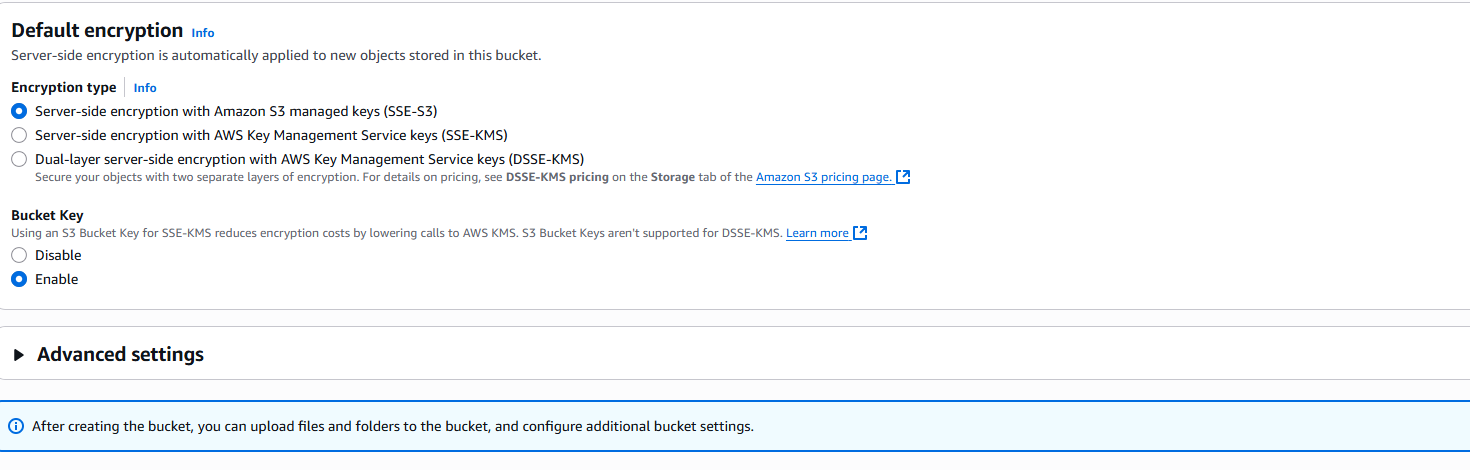 Default encryption Info
Server-side encryption is automatically applied to new objects stored in this bucket.
Encryption type Info
Server-side encryption with Amazon S3 managed keys (SSE-S3)
Server-side encryption with AWS Key Management Service keys (SSE-KMS)
Dual-layer server-side encryption with AWS Key Management Service keys (DSSE-KMS)
Secure your objects with two separate layers of encryption. For details on pricing, see DSSE-KMS pricing on the Storage tab of the Amazon S3 pricing page.
Bucket Key
Using an S3 Bucket Key for SSE-KMS reduces encryption costs by lowering calls to AWS KMS. S3 Bucket Keys aren't supported for DSSE-KMS. Learn more
Disable
Enable
Advanced settings
After creating the bucket, you can upload files and folders to the bucket, and configure additional bucket settings.